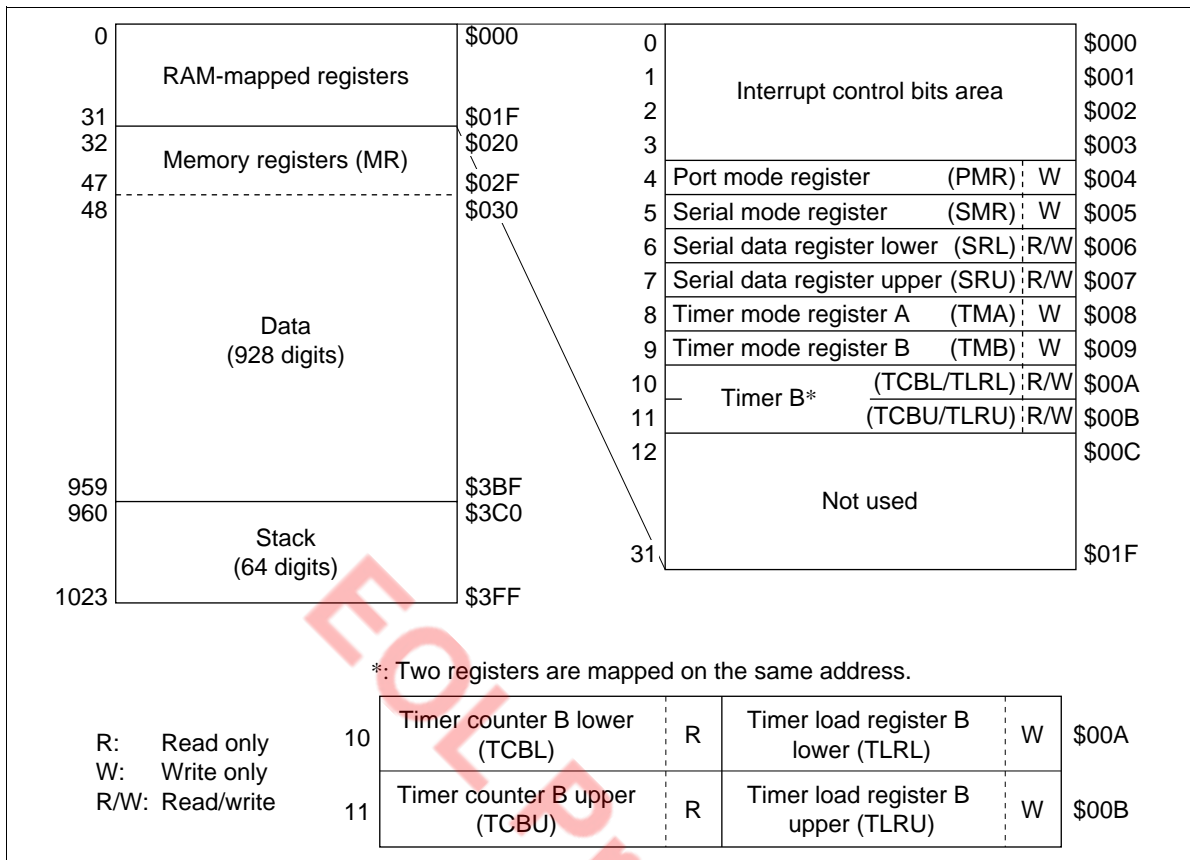 0 $000
RAM-mapped registers
31 $01F
32 $020
Memory registers (MR)
47 $02F
48 $030
Data
(928 digits)
959 $3BF
960 $3C0
Stack
(64 digits)
1023 $3FF
0 $000
1 $001
Interrupt control bits area
2 $002
3 $003
4 Port mode register (PMR) W $004
5 Serial mode register (SMR) W $005
6 Serial data register lower (SRL) R/W $006
7 Serial data register upper (SRU) R/W $007
8 Timer mode register A (TMA) W $008
9 Timer mode register B (TMB) W $009
10 (TCBL/TLRL) R/W $00A
Timer B*
11 (TCBU/TLRU) R/W $00B
12 $00C
Not used
31 $01F
*: Two registers are mapped on the same address.
R: Read only
W: Write only
R/W: Read/write
10 Timer counter B lower (TCBL) R Timer load register B lower (TLRL) W $00A
11 Timer counter B upper (TCBU) R Timer load register B upper (TLRU) W $00B
EOL Pr